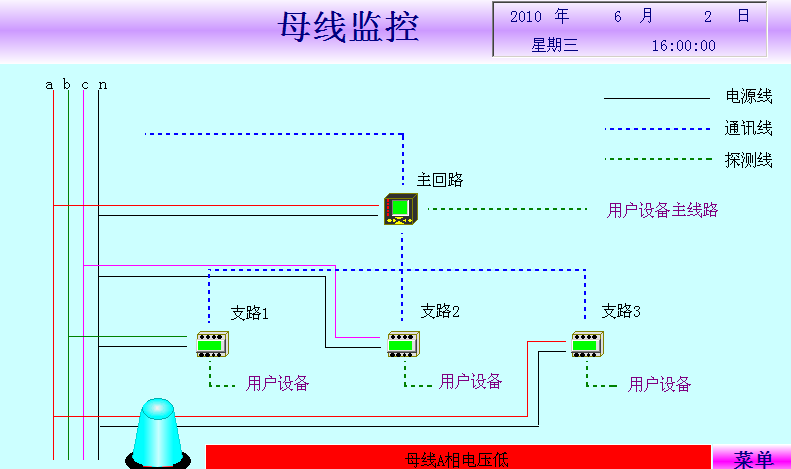 母线监控
2010 年 6 月 2 日
星期三 16:00:00
a b c n
电源线
通讯线
探测线
主回路
用户设备主线路
支路1
支路2
支路3
用户设备
用户设备
用户设备
母线A相电压低
菜单